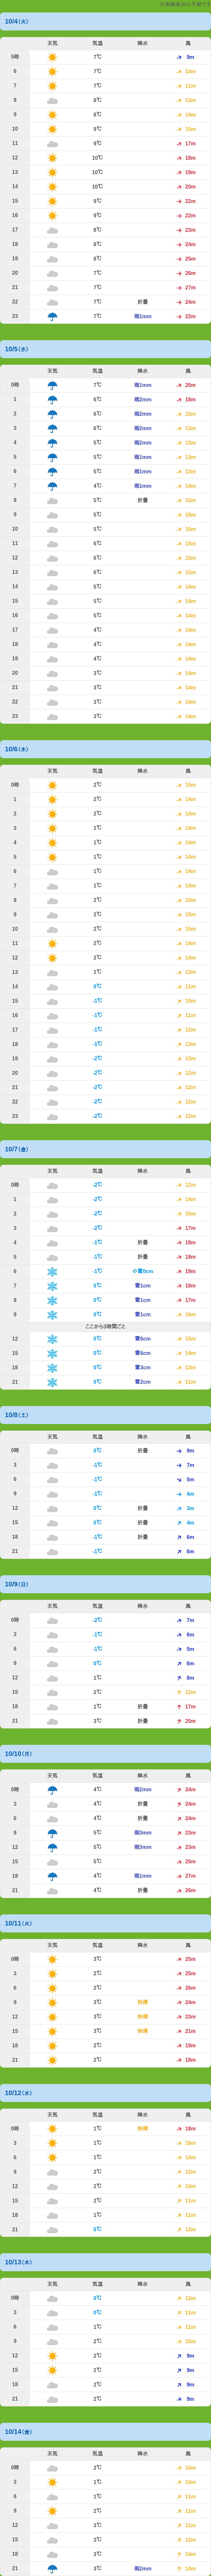 ※実際製品の予報です
10/4(火)
天気 気温 降水 風
5時 7℃ 9m
6 7℃ 10m
7 7℃ 11m
8 8℃ 13m
9 8℃ 14m
10 9℃ 15m
11 9℃ 17m
12 10℃ 18m
13 10℃ 19m
14 10℃ 20m
15 9℃ 22m
16 9℃ 22m
17 8℃ 23m
18 8℃ 24m
19 8℃ 25m
20 7℃ 26m
21 7℃ 27m
22 7℃ 折畳 24m
23 7℃ 雨1mm 22m
10/5(水)
天気 気温 降水 風
0時 7℃ 雨1mm 20m
1 6℃ 雨2mm 18m
2 6℃ 雨2mm 15m
3 6℃ 雨2mm 13m
4 5℃ 雨2mm 13m
5 5℃ 雨1mm 13m
6 5℃ 雨1mm 13m
7 4℃ 雨1mm 14m
8 5℃ 折畳 15m
9 5℃ 16m
10 5℃ 15m
11 6℃ 15m
12 6℃ 15m
13 6℃ 15m
14 5℃ 14m
15 5℃ 14m
16 5℃ 14m
17 4℃ 14m
18 4℃ 14m
19 4℃ 14m
20 3℃ 14m
21 3℃ 14m
22 3℃ 14m
23 3℃ 14m
10/6(木)
天気 気温 降水 風
0時 2℃ 15m
1 2℃ 14m
2 2℃ 14m
3 1℃ 14m
4 1℃ 14m
5 1℃ 14m
6 1℃ 14m
7 1℃ 14m
8 2℃ 15m
9 2℃ 15m
10 2℃ 15m
11 2℃ 14m
12 2℃ 14m
13 1℃ 13m
14 0℃ 11m
15 -1℃ 10m
16 -1℃ 11m
17 -1℃ 12m
18 -1℃ 13m
19 -2℃ 13m
20 -2℃ 12m
21 -2℃ 12m
22 -2℃ 12m
23 -2℃ 12m
10/7(金)
天気 気温 降水 風
0時 -2℃ 12m
1 -2℃ 14m
2 -2℃ 15m
3 -2℃ 17m
4 -1℃ 折畳 18m
5 -1℃ 折畳 18m
6 -1℃ 小雪0cm 19m
7 0℃ 雪1cm 18m
8 0℃ 雪1cm 17m
9 0℃ 雪1cm 16m
ここから3時間ごと
12 0℃ 雪6cm 15m
15 0℃ 雪6cm 14m
18 0℃ 雪3cm 13m
21 0℃ 雪2cm 11m
10/8(土)
天気 気温 降水 風
0時 0℃ 折畳 9m
3 -1℃ 7m
6 -1℃ 5m
9 -1℃ 4m
12 0℃ 折畳 3m
15 0℃ 折畳 4m
18 -1℃ 折畳 6m
21 -1℃ 6m
10/9(日)
天気 気温 降水 風
0時 -2℃ 7m
3 -1℃ 6m
6 -1℃ 5m
9 0℃ 6m
12 1℃ 8m
15 2℃ 12m
18 1℃ 折畳 17m
21 3℃ 折畳 20m
10/10(月)
天気 気温 降水 風
0時 4℃ 雨2mm 24m
3 4℃ 折畳 24m
6 4℃ 折畳 24m
9 5℃ 雨3mm 23m
12 5℃ 雨3mm 23m
15 5℃ 25m
18 4℃ 雨1mm 27m
21 4℃ 折畳 26m
10/11(火)
天気 気温 降水 風
0時 3℃ 25m
3 2℃ 25m
6 2℃ 26m
9 3℃ 快晴 24m
12 3℃ 快晴 23m
15 3℃ 快晴 21m
18 2℃ 19m
21 2℃ 18m
10/12(水)
天気 気温 降水 風
0時 1℃ 快晴 18m
3 1℃ 16m
6 1℃ 14m
9 2℃ 12m
12 2℃ 10m
15 2℃ 11m
18 1℃ 11m
21 0℃ 12m
10/13(木)
天気 気温 降水 風
0時 0℃ 12m
3 0℃ 11m
6 1℃ 11m
9 2℃ 10m
12 2℃ 9m
15 2℃ 9m
18 2℃ 9m
21 2℃ 9m
10/14(金)
天気 気温 降水 風
0時 2℃ 10m
3 1℃ 10m
6 1℃ 11m
9 2℃ 11m
12 3℃ 11m
15 3℃ 12m
18 3℃ 14m
21 3℃ 雨2mm 14m